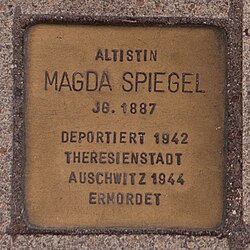 ALTISTIN
MAGDA SPIEGEL
JG. 1887
DEPORTIERT 1942
THERESIENSTADT
AUSCHWITZ 1944
ERMORDET